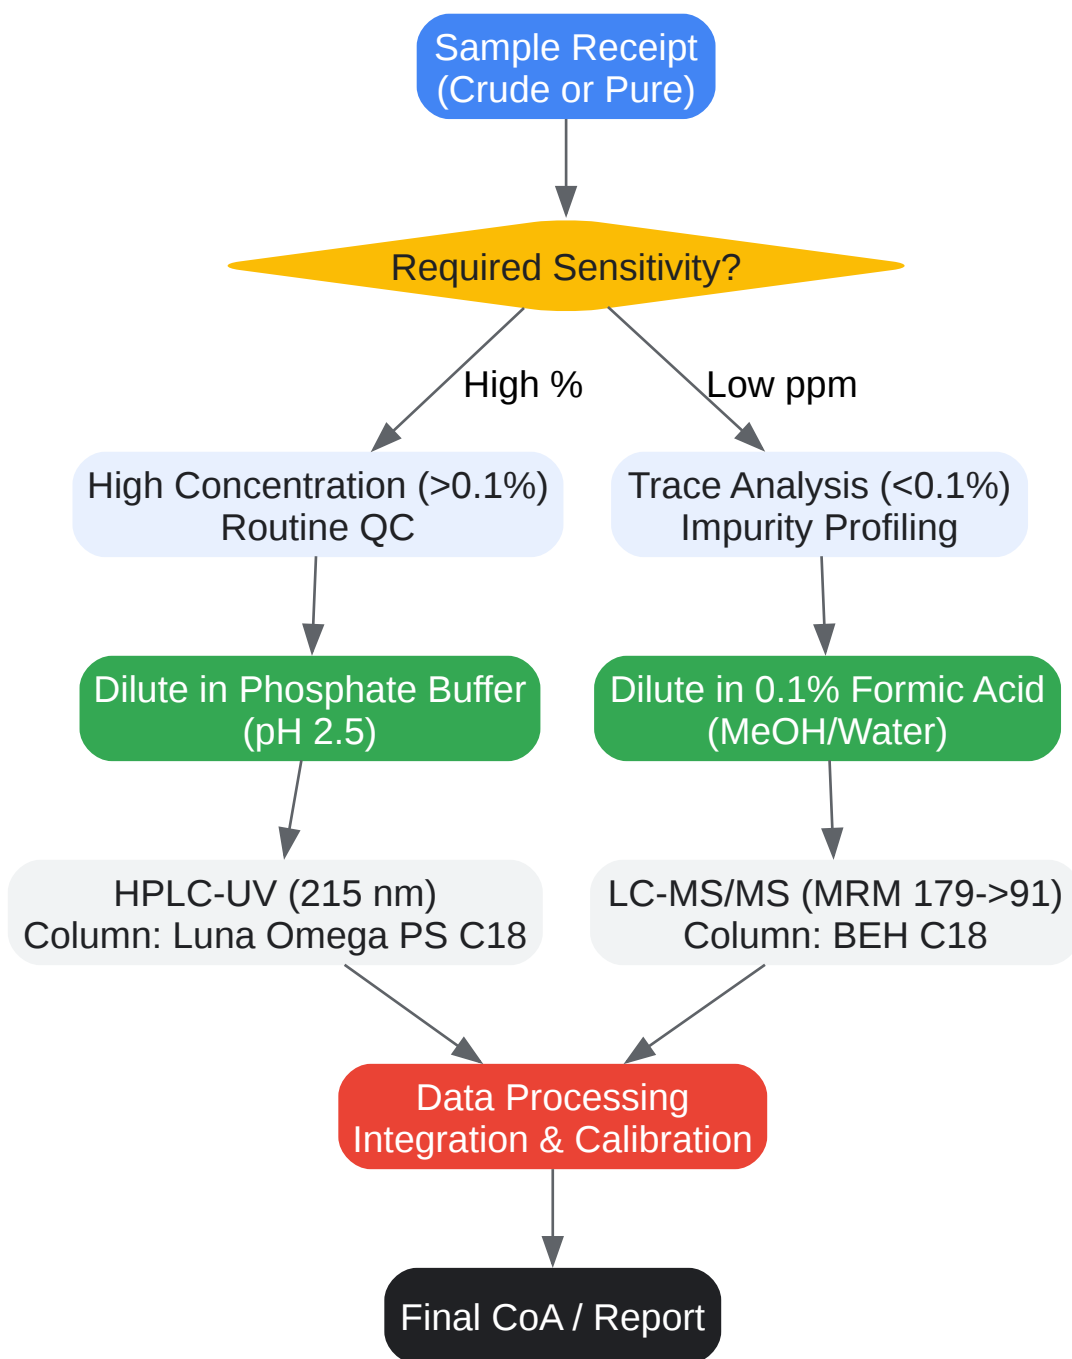 Sample Receipt
(Crude or Pure)
Required Sensitivity?
High %
Low ppm
High Concentration (>0.1%)
Routine QC
Trace Analysis (<0.1%)
Impurity Profiling
Dilute in Phosphate Buffer
(pH 2.5)
Dilute in 0.1% Formic Acid
(MeOH/Water)
HPLC-UV (215 nm)
Column: Luna Omega PS C18
LC-MS/MS (MRM 179->91)
Column: BEH C18
Data Processing
Integration & Calibration
Final CoA / Report